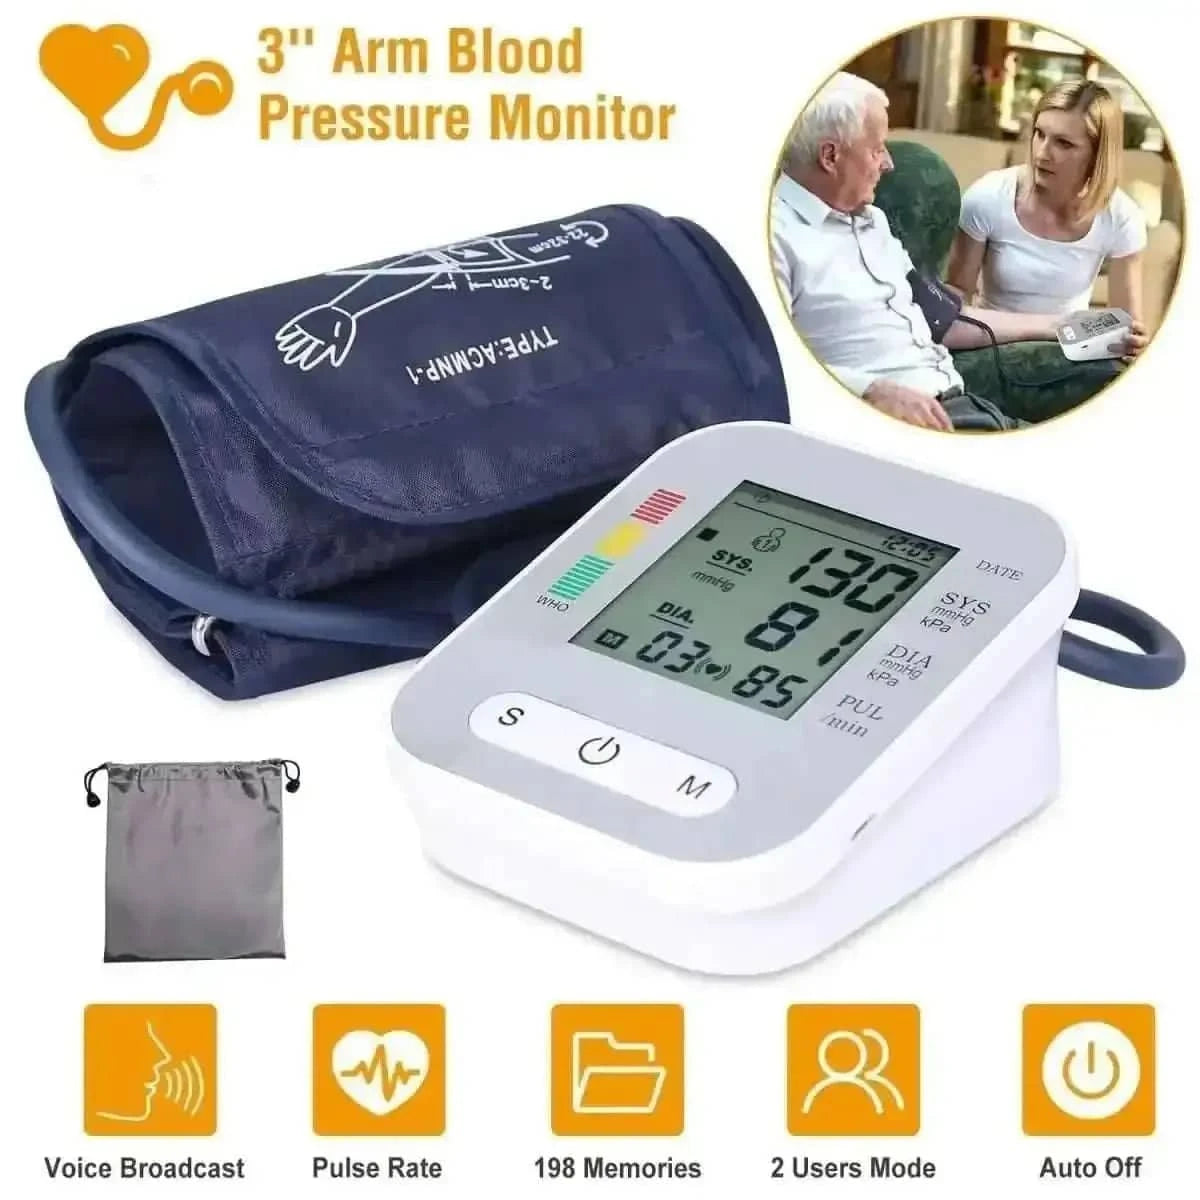 3" Arm Blood
Pressure Monitor
22-32cm
2-3cm
TYPE:ACMNP-1
12:05
SYS.
mmHg
130
DIA.
81
03
85
WHO
DATE
SYS
mmHg
kPa
DIA
mmHg
kPa
PUL
/min
S
M
Voice Broadcast
Pulse Rate
198 Memories
2 Users Mode
Auto Off